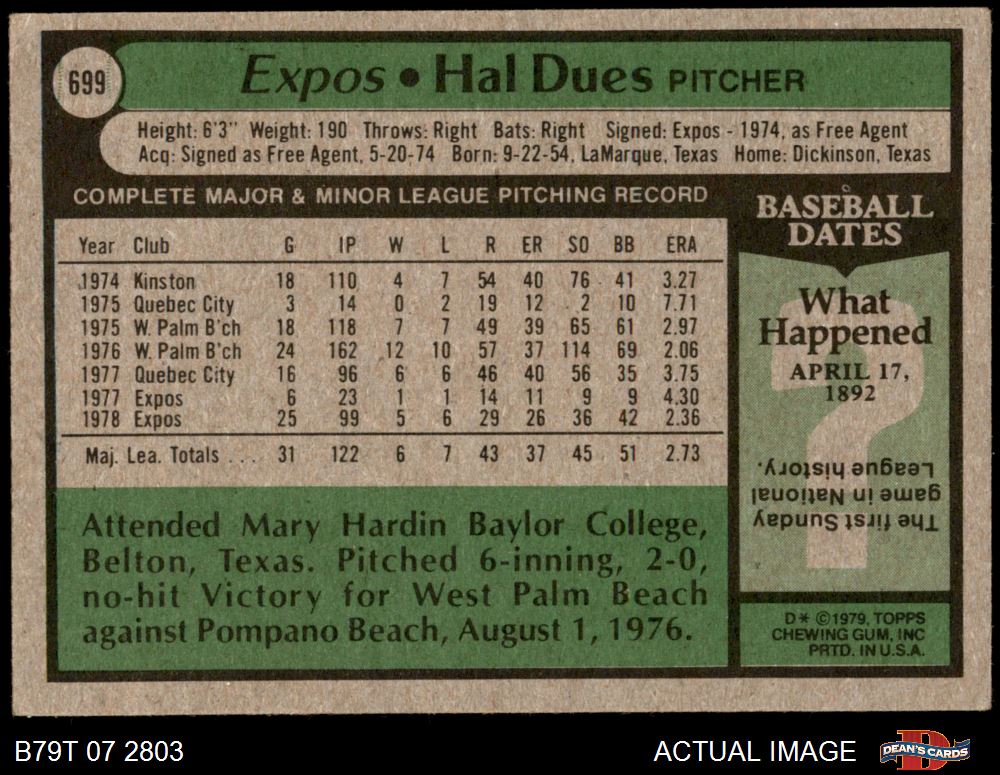 699
Expos • Hal Dues PITCHER
Height: 6'3" Weight: 190 Throws: Right Bats: Right Signed: Expos - 1974, as Free Agent
Acq: Signed as Free Agent, 5-20-74 Born: 9-22-54, LaMarque, Texas Home: Dickinson, Texas
COMPLETE MAJOR & MINOR LEAGUE PITCHING RECORD
Year Club G IP W L R ER SO BB ERA
1974 Kinston 18 110 4 7 54 40 76 41 3.27
1975 Quebec City 3 14 0 2 19 12 2 10 7.71
1975 W. Palm B'ch 18 118 7 7 49 39 65 61 2.97
1976 W. Palm B'ch 24 162 12 10 57 37 114 69 2.06
1977 Quebec City 16 96 6 6 46 40 56 35 3.75
1977 Expos 6 23 1 1 14 11 9 9 4.30
1978 Expos 25 99 5 6 29 26 36 42 2.36
Maj. Lea. Totals ... 31 122 6 7 43 37 45 51 2.73
Attended Mary Hardin Baylor College,
Belton, Texas. Pitched 6-inning, 2-0,
no-hit Victory for West Palm Beach
against Pompano Beach, August 1, 1976.
BASEBALL
DATES
What
Happened
APRIL 17,
1892
The first Sunday
game in National
League history.
D* ©1979, TOPPS
CHEWING GUM, INC
PRTD. IN U.S.A.
B79T 07 2803
ACTUAL IMAGE
DEAN'S CARDS